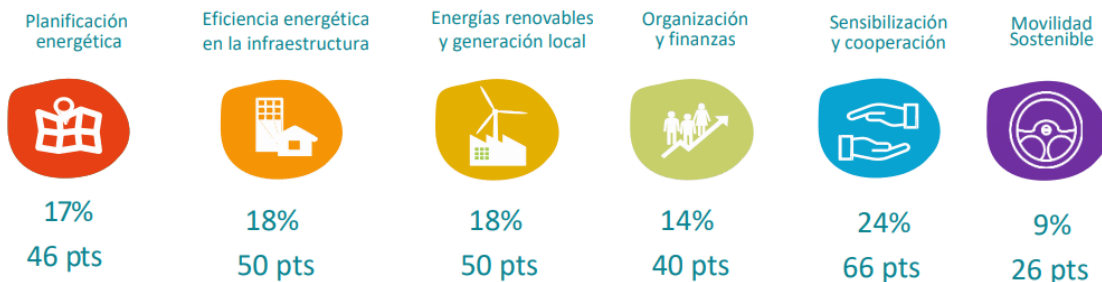 Planificación
energética
Eficiencia energética
en la infraestructura
Energías renovables
y generación local
Organización
y finanzas
Sensibilización
y cooperación
Movilidad
Sostenible
17%
46 pts
18%
50 pts
18%
50 pts
14%
40 pts
24%
66 pts
9%
26 pts